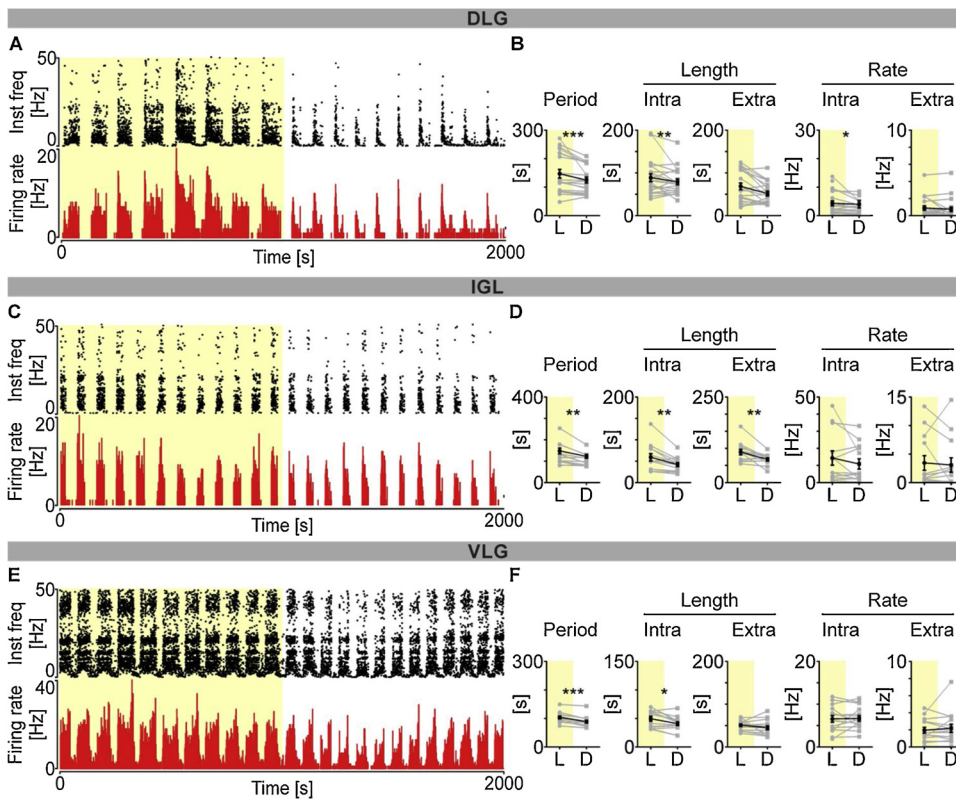 DLG
A
50
Inst freq
[Hz]
0
20
Firing rate
[Hz]
0
0
Time [s]
2000
B
Length
Rate
Period
Intra
Extra
Intra
Extra
300
[s]
0
***
L D
200
[s]
0
**
L D
200
[s]
0
L D
30
[Hz]
0
*
L D
10
[Hz]
0
L D
IGL
C
50
Inst freq
[Hz]
0
20
Firing rate
[Hz]
0
0
Time [s]
2000
D
Length
Rate
Period
Intra
Extra
Intra
Extra
400
[s]
0
**
L D
200
[s]
0
**
L D
250
[s]
0
**
L D
50
[Hz]
0
L D
15
[Hz]
0
L D
VLG
E
50
Inst freq
[Hz]
0
40
Firing rate
[Hz]
0
0
Time [s]
2000
F
Length
Rate
Period
Intra
Extra
Intra
Extra
300
[s]
0
***
L D
150
[s]
0
*
L D
200
[s]
0
L D
20
[Hz]
0
L D
10
[Hz]
0
L D